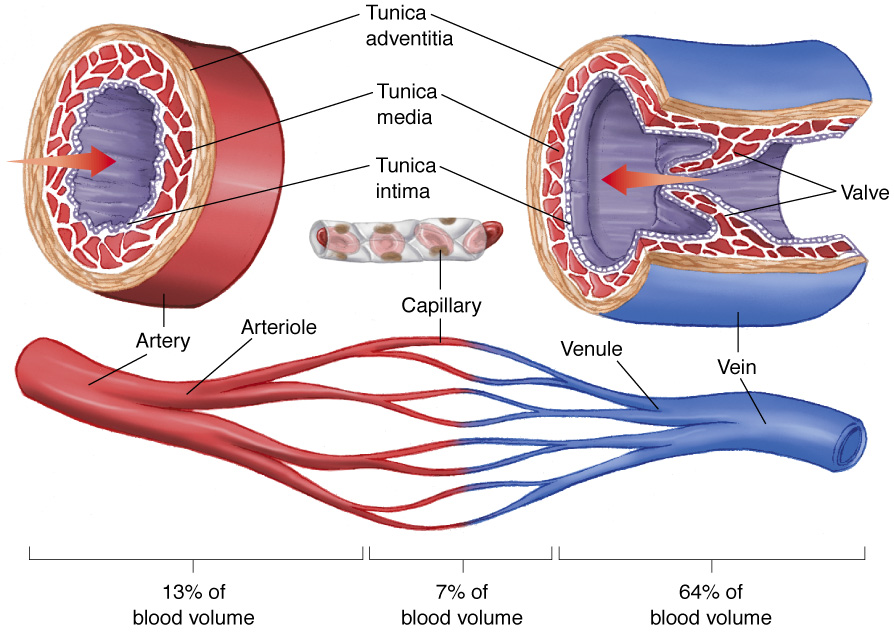 Tunica
adventitia
Tunica
media
Tunica
intima
Valve
Capillary
Artery
Arteriole
Venule
Vein
13% of
blood volume
7% of
blood volume
64% of
blood volume